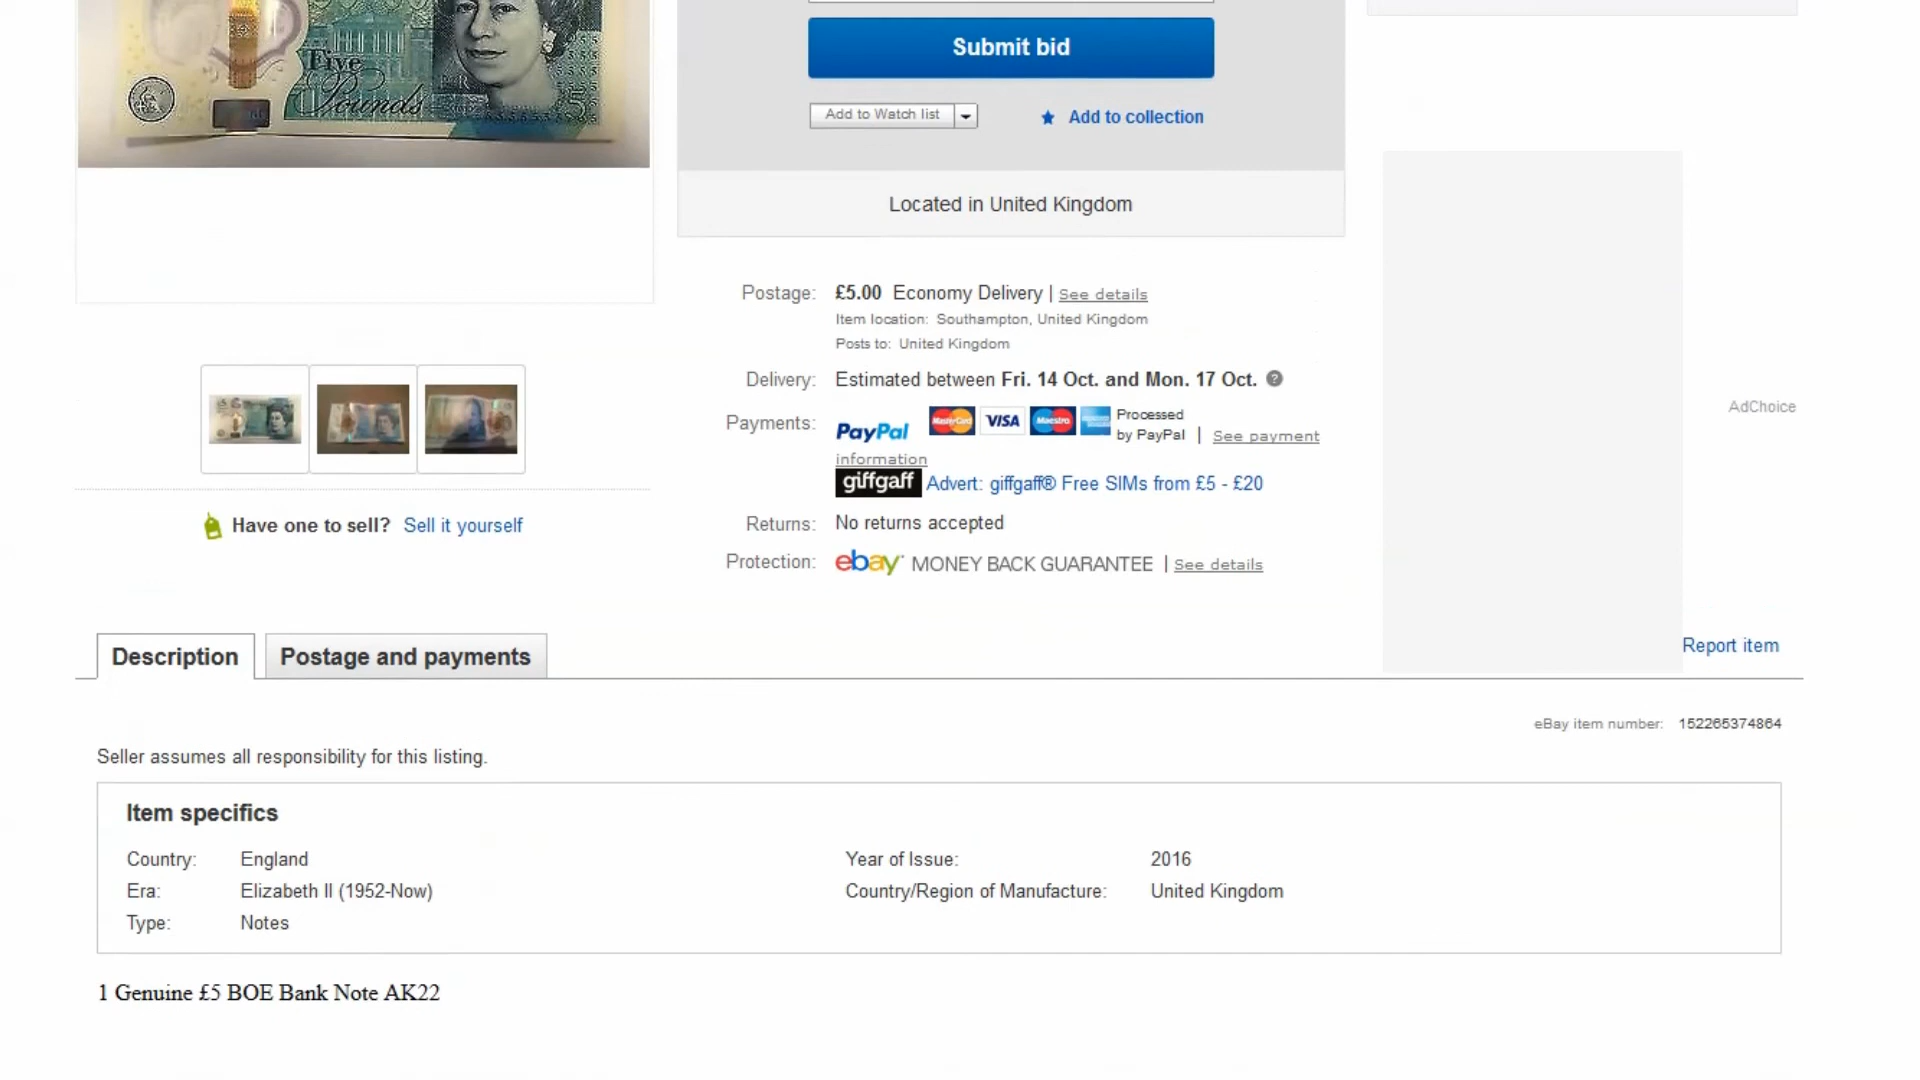 Five
Pounds
Submit bid
Add to Watch list
Add to collection
Located in United Kingdom
Postage: £5.00 Economy Delivery | See details
Item location: Southampton, United Kingdom
Posts to: United Kingdom
Delivery: Estimated between Fri. 14 Oct. and Mon. 17 Oct. ?
Payments: PayPal MasterCard VISA Maestro Processed
by PayPal | See payment
information
giffgaff Advert: giffgaff® Free SIMs from £5 - £20
AdChoice
Have one to sell? Sell it yourself
Returns: No returns accepted
Protection: ebay MONEY BACK GUARANTEE | See details
Description
Postage and payments
Report item
eBay item number: 152265374864
Seller assumes all responsibility for this listing.
Item specifics
Country: England Year of Issue: 2016
Era: Elizabeth II (1952-Now) Country/Region of Manufacture: United Kingdom
Type: Notes
1 Genuine £5 BOE Bank Note AK22